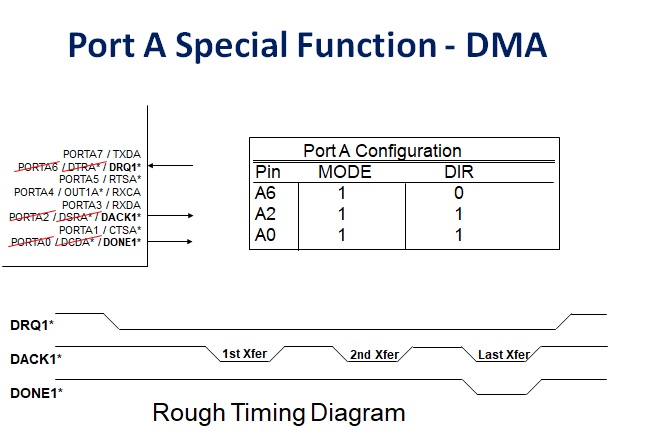 Port A Special Function - DMA
PORTA7 / TXDA
PORTA6 / DTRA* / DRQ1*
PORTA5 / RTSA*
PORTA4 / OUT1A* / RXCA
PORTA3 / RXDA
PORTA2 / DSRA* / DACK1*
PORTA1 / CTSA*
PORTA0 / DCDA* / DONE1*
Port A Configuration
Pin MODE DIR
A6 1 0
A2 1 1
A0 1 1
DRQ1*
DACK1* 1st Xfer 2nd Xfer Last Xfer
DONE1*
Rough Timing Diagram